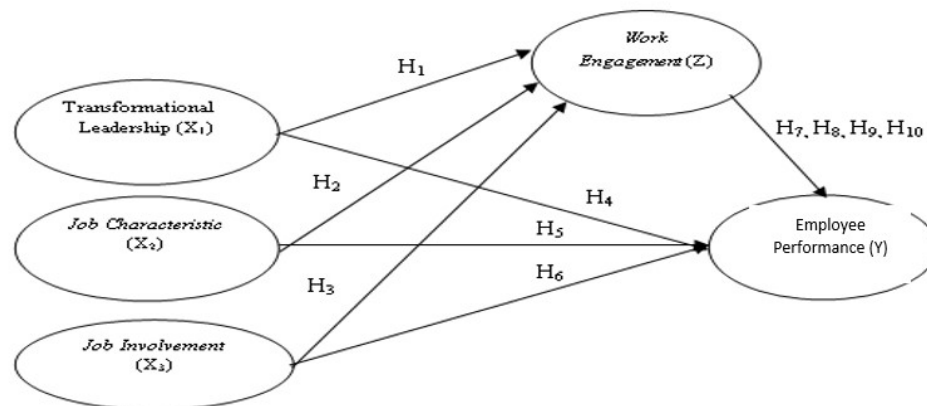 Work
Engagement (Z)
H₁
Transformational
Leadership (X₁)
H₇, H₈, H₉, H₁₀
H₂
H₄
Job Characteristic
(X₂)
H₅
Employee
Performance (Y)
H₃
H₆
Job Involvement
(X₃)